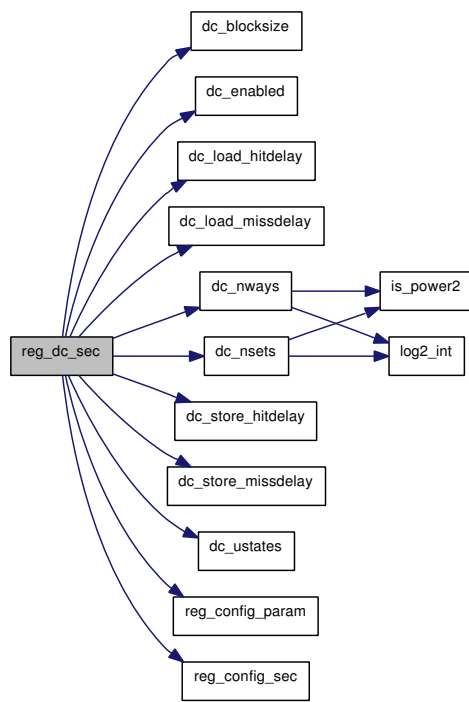 dc_blocksize
dc_enabled
dc_load_hitdelay
dc_load_missdelay
dc_nways
is_power2
reg_dc_sec
dc_nsets
log2_int
dc_store_hitdelay
dc_store_missdelay
dc_ustates
reg_config_param
reg_config_sec